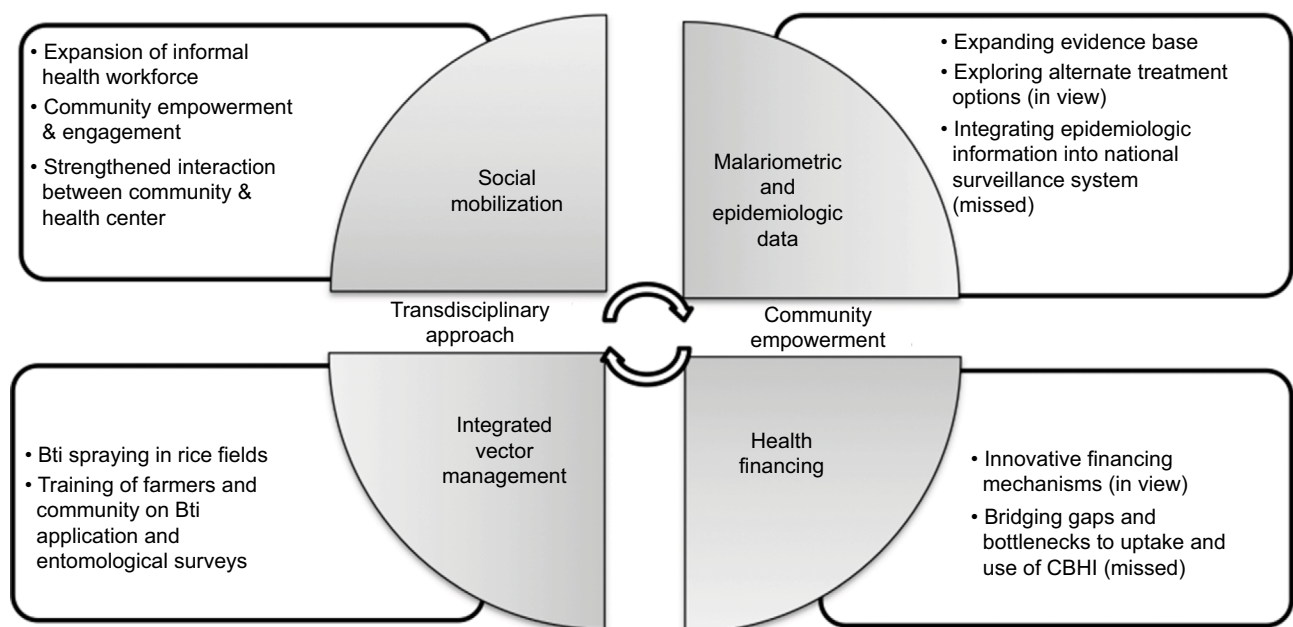 • Expansion of informal
health workforce
• Community empowerment
& engagement
• Strengthened interaction
between community &
health center
Social
mobilization
Malariometric
and
epidemiologic
data
• Expanding evidence base
• Exploring alternate treatment
options (in view)
• Integrating epidemiologic
information into national
surveillance system
(missed)
Transdisciplinary
approach
Community
empowerment
• Bti spraying in rice fields
• Training of farmers and
community on Bti
application and
entomological surveys
Integrated
vector
management
Health
financing
• Innovative financing
mechanisms (in view)
• Bridging gaps and
bottlenecks to uptake and
use of CBHI (missed)